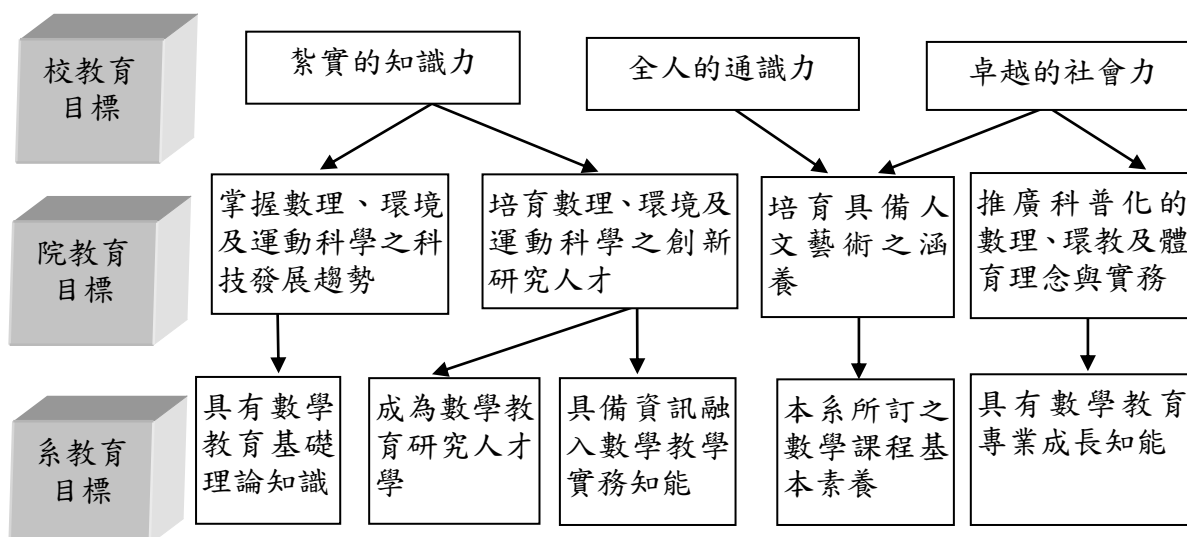 校教育
目標
紮實的知識力
全人的通識力
卓越的社會力
院教育
目標
掌握數理、環境
及運動科學之科
技發展趨勢
培育數理、環境及
運動科學之創新
研究人才
培育具備人
文藝術之涵
養
推廣科普化的
數理、環教及體
育理念與實務
系教育
目標
具有數學
教育基礎
理論知識
成為數學教
育研究人才
學
具備資訊融
入數學教學
實務知能
本系所訂之
數學課程基
本素養
具有數學教育
專業成長知能